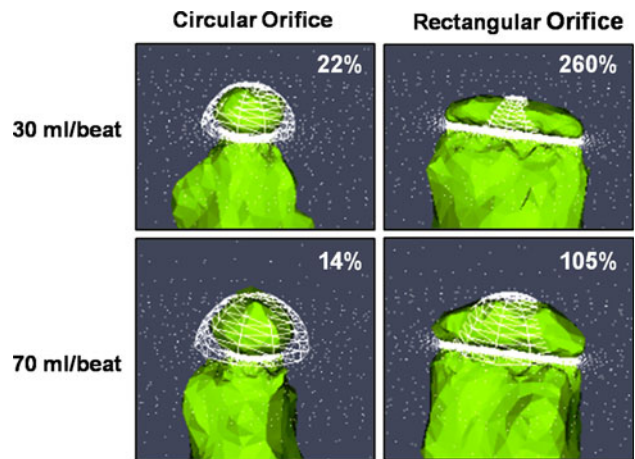 Circular Orifice
Rectangular Orifice
30 ml/beat
22%
260%
70 ml/beat
14%
105%